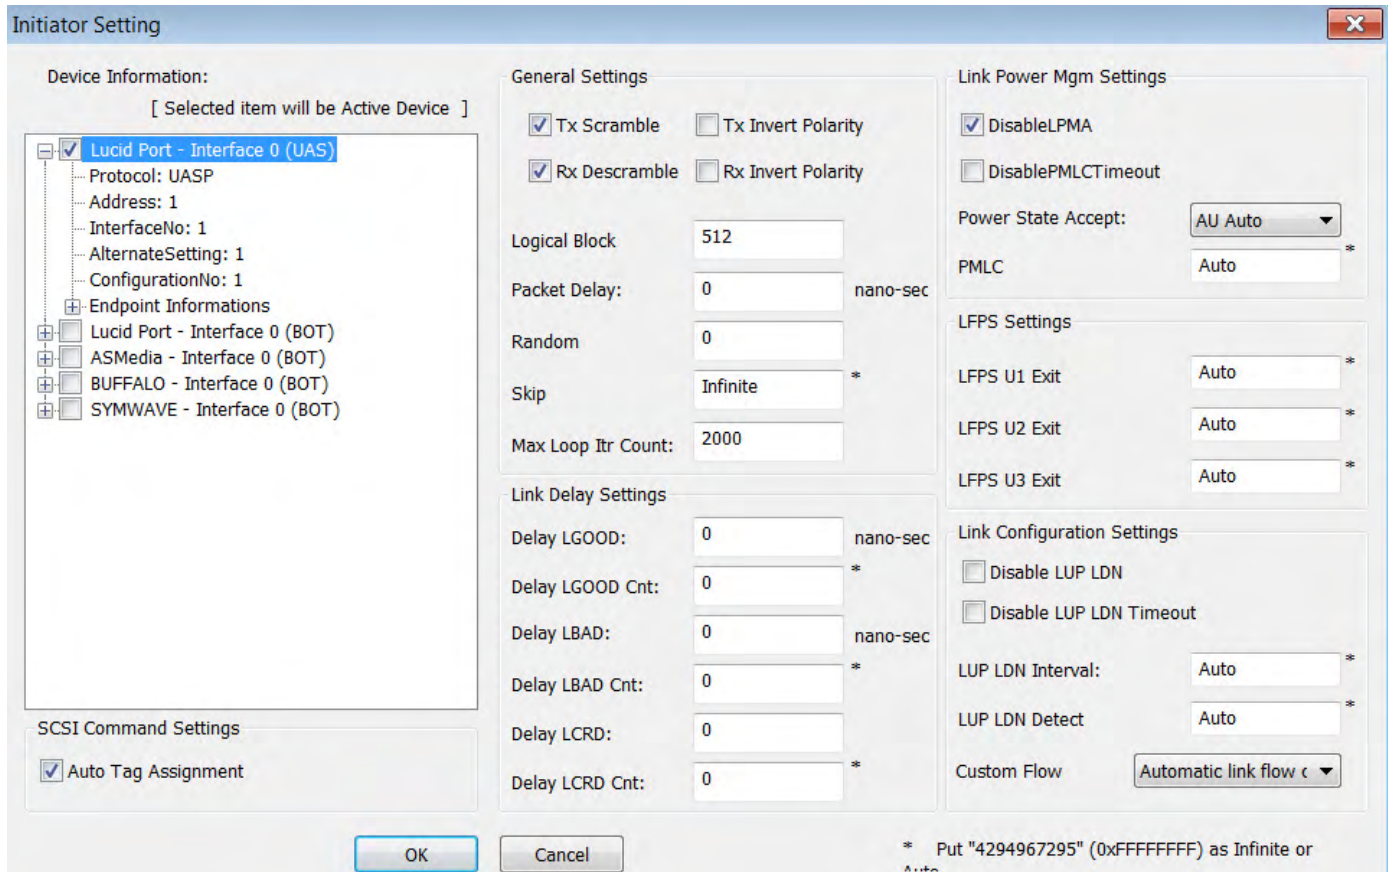 Initiator Setting
Device Information:
[ Selected item will be Active Device ]
Lucid Port - Interface 0 (UAS)
Protocol: UASP
Address: 1
InterfaceNo: 1
AlternateSetting: 1
ConfigurationNo: 1
Endpoint Informations
Lucid Port - Interface 0 (BOT)
ASMedia - Interface 0 (BOT)
BUFFALO - Interface 0 (BOT)
SYMWAVE - Interface 0 (BOT)
SCSI Command Settings
Auto Tag Assignment
General Settings
Tx Scramble Tx Invert Polarity
Rx Descramble Rx Invert Polarity
Logical Block 512
Packet Delay: 0 nano-sec
Random 0
Skip Infinite *
Max Loop Itr Count: 2000
Link Delay Settings
Delay LGOOD: 0 nano-sec
Delay LGOOD Cnt: 0 *
Delay LBAD: 0 nano-sec
Delay LBAD Cnt: 0 *
Delay LCRD: 0
Delay LCRD Cnt: 0 *
Link Power Mgm Settings
DisableLPMA
DisablePMLCTimeout
Power State Accept: AU Auto
PMLC Auto *
LFPS Settings
LFPS U1 Exit Auto *
LFPS U2 Exit Auto *
LFPS U3 Exit Auto *
Link Configuration Settings
Disable LUP LDN
Disable LUP LDN Timeout
LUP LDN Interval: Auto *
LUP LDN Detect Auto *
Custom Flow Automatic link flow c
OK Cancel
* Put "4294967295" (0xFFFFFFFF) as Infinite or
Auto